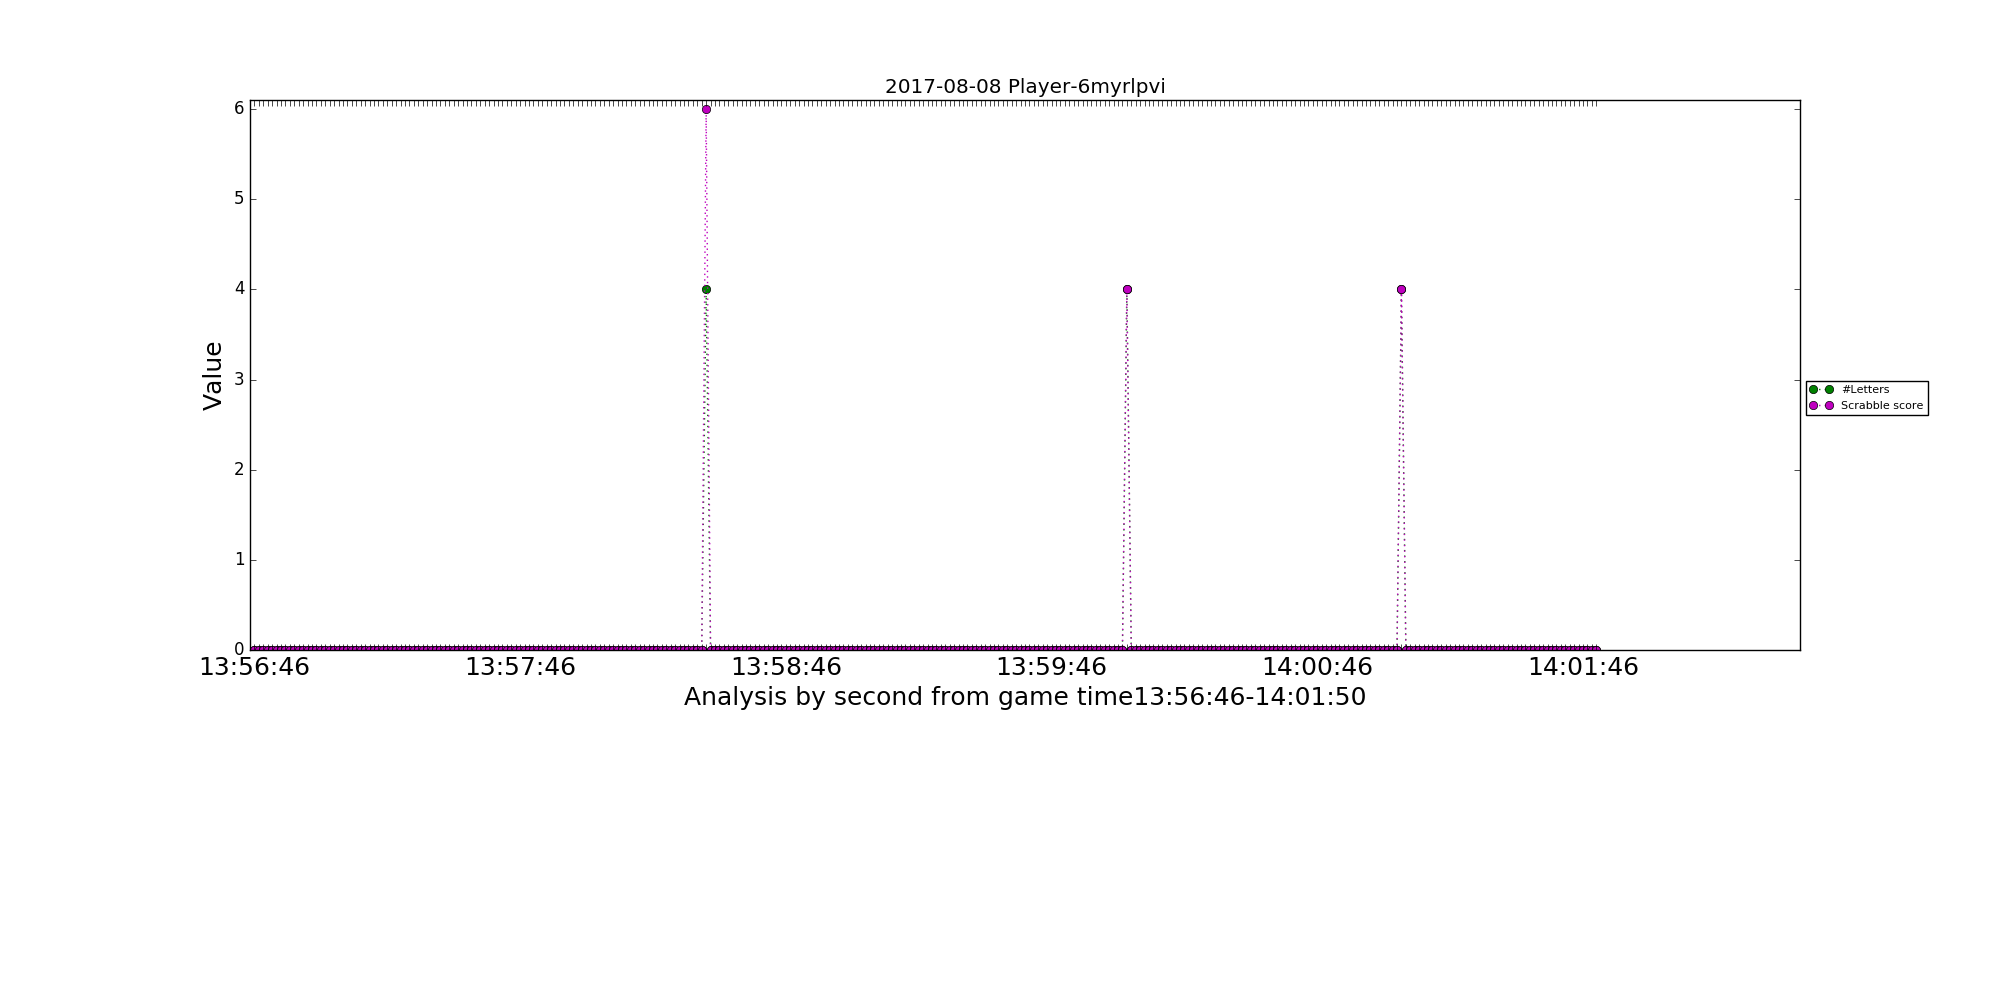 2017-08-08 Player-6myrlpvi
6
5
4
3
2
1
0
Value
13:56:46 13:57:46 13:58:46 13:59:46 14:00:46 14:01:46
Analysis by second from game time13:56:46-14:01:50
#Letters
Scrabble score